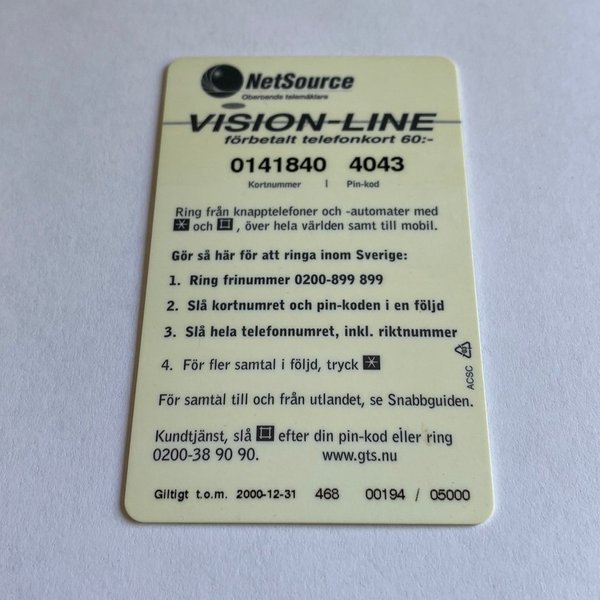 NetSource
Oberoende telemäklare
VISION-LINE
förbetalt telefonkort 60:-
0141840 4043
Kortnummer | Pin-kod
Ring från knapptelefoner och -automater med
* och # , över hela världen samt till mobil.
Gör så här för att ringa inom Sverige:
1. Ring frinummer 0200-899 899
2. Slå kortnumret och pin-koden i en följd
3. Slå hela telefonnumret, inkl. riktnummer
4. För fler samtal i följd, tryck *
ACSC
För samtal till och från utlandet, se Snabbguiden.
Kundtjänst, slå # efter din pin-kod eller ring
0200-38 90 90. www.gts.nu
Giltigt t.o.m. 2000-12-31 468 00194 / 05000